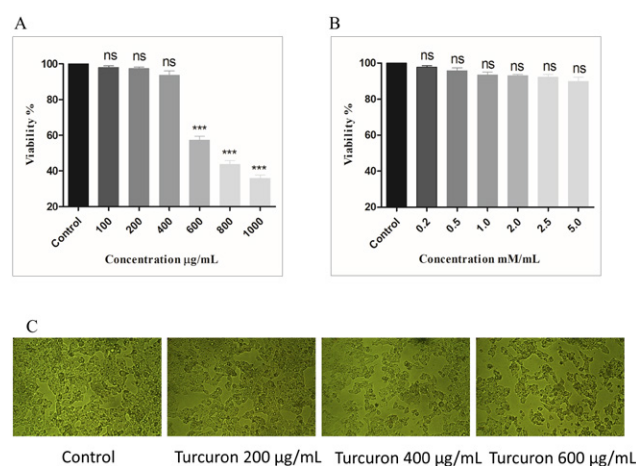 A
Viability %
100
80
60
40
20
ns ns ns *** *** ***
Control 100 200 400 600 800 1000
Concentration µg/mL
B
Viability %
100
80
60
40
20
ns ns ns ns ns ns
Control 0.2 0.5 1.0 2.0 2.5 5.0
Concentration mM/mL
C
Control Turcuron 200 µg/mL Turcuron 400 µg/mL Turcuron 600 µg/mL